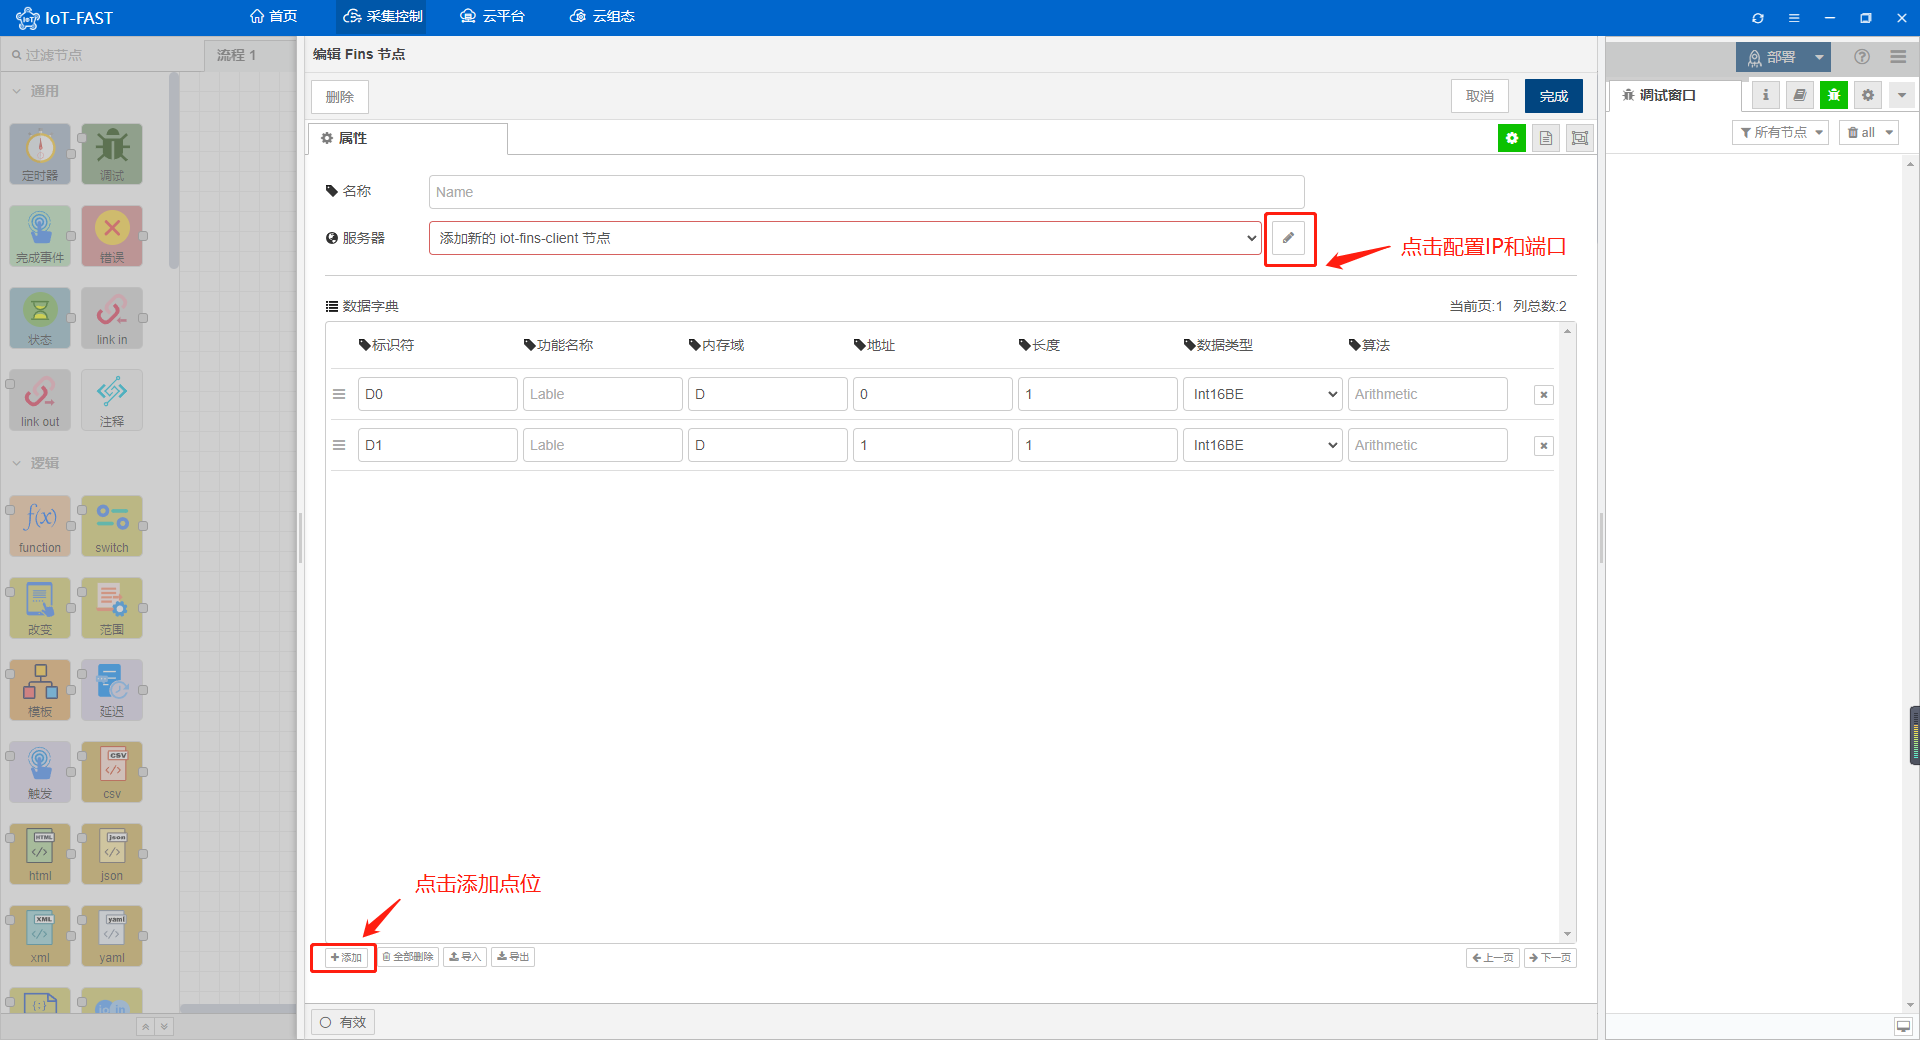 IoT-FAST 首页 采集控制 云平台 云组态
过滤节点 流程 1 编辑 Fins 节点 部署
通用
删除 取消 完成
调试窗口
属性
所有节点 all
定时器 调试
名称 Name
服务器 添加新的 iot-fins-client 节点
点击配置IP和端口
完成事件 错误
数据字典 当前页:1 列总数:2
状态 link in
标识符 功能名称 内存域 地址 长度 数据类型 算法
D0 Lable D 0 1 Int16BE Arithmetic
link out 注释
D1 Lable D 1 1 Int16BE Arithmetic
逻辑
f(x)
function switch
改变 范围
模板 延迟
CSV
触发 csv
HTML json
html json
点击添加点位
XML yaml
xml yaml
添加 全部删除 导入 导出 上一页 下一页
有效